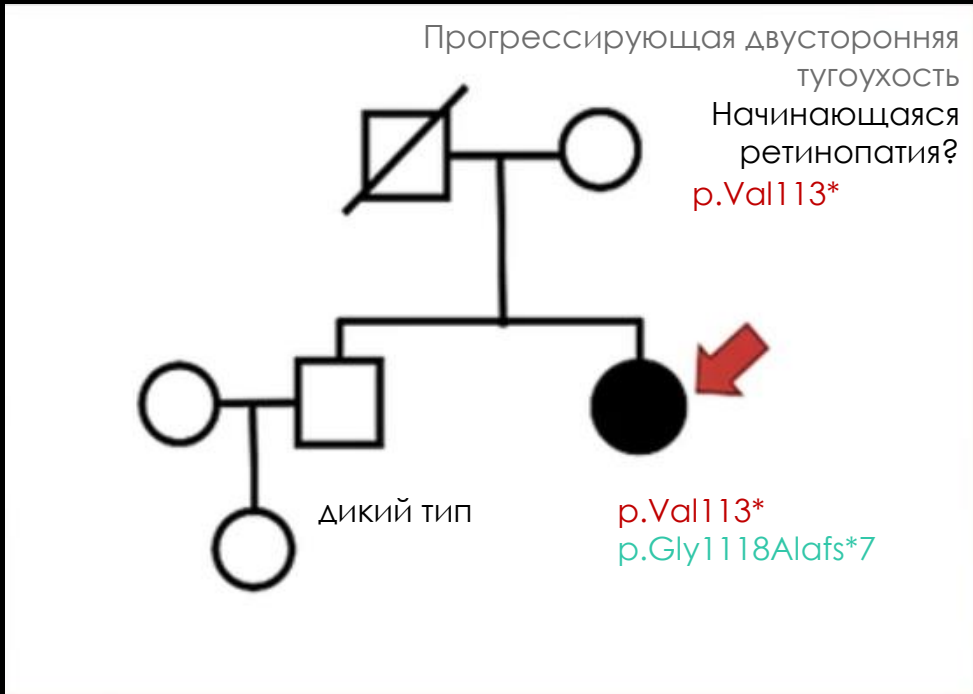 Прогрессирующая двусторонняя
тугоухость
Начинающаяся
ретинопатия?
p.Val113*
дикий тип
p.Val113*
p.Gly1118Alafs*7